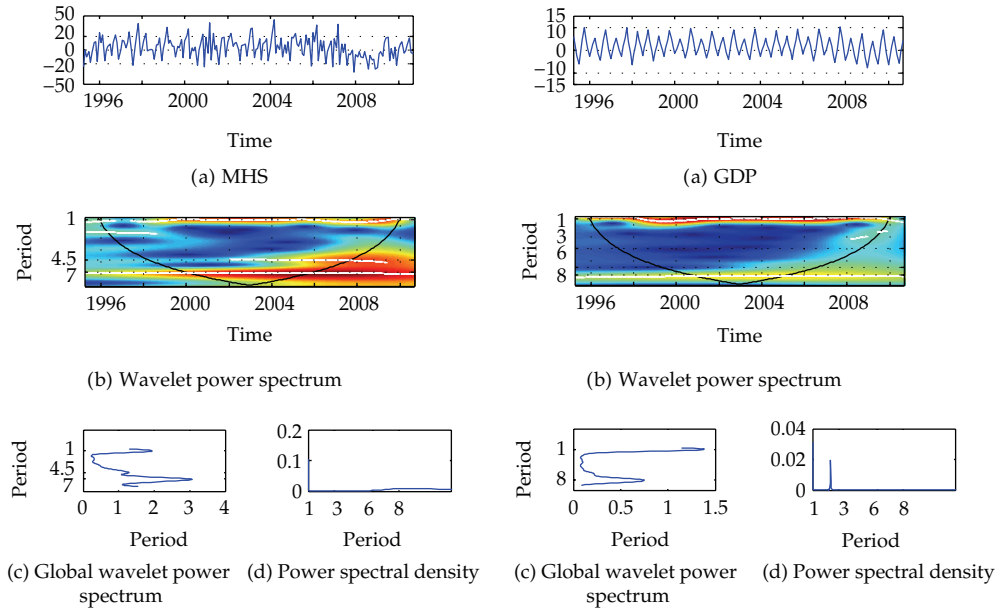 50
20
0
−20
−50
1996 2000 2004 2008
Time
(a) MHS
15
10
0
−10
15
1996 2000 2004 2008
Time
(a) GDP
Period
1
4.5
7
1996 2000 2004 2008
Time
(b) Wavelet power spectrum
Period
1
3
6
8
1996 2000 2004 2008
Time
(b) Wavelet power spectrum
Period
1
4.5
7
0 1 2 3 4
Period
(c) Global wavelet power
spectrum
0.2
0.1
0
1 3 6 8
Period
(d) Power spectral density
Period
1
8
0 0.5 1 1.5
Period
(c) Global wavelet power
spectrum
0.04
0.02
0
1 3 6 8
Period
(d) Power spectral density